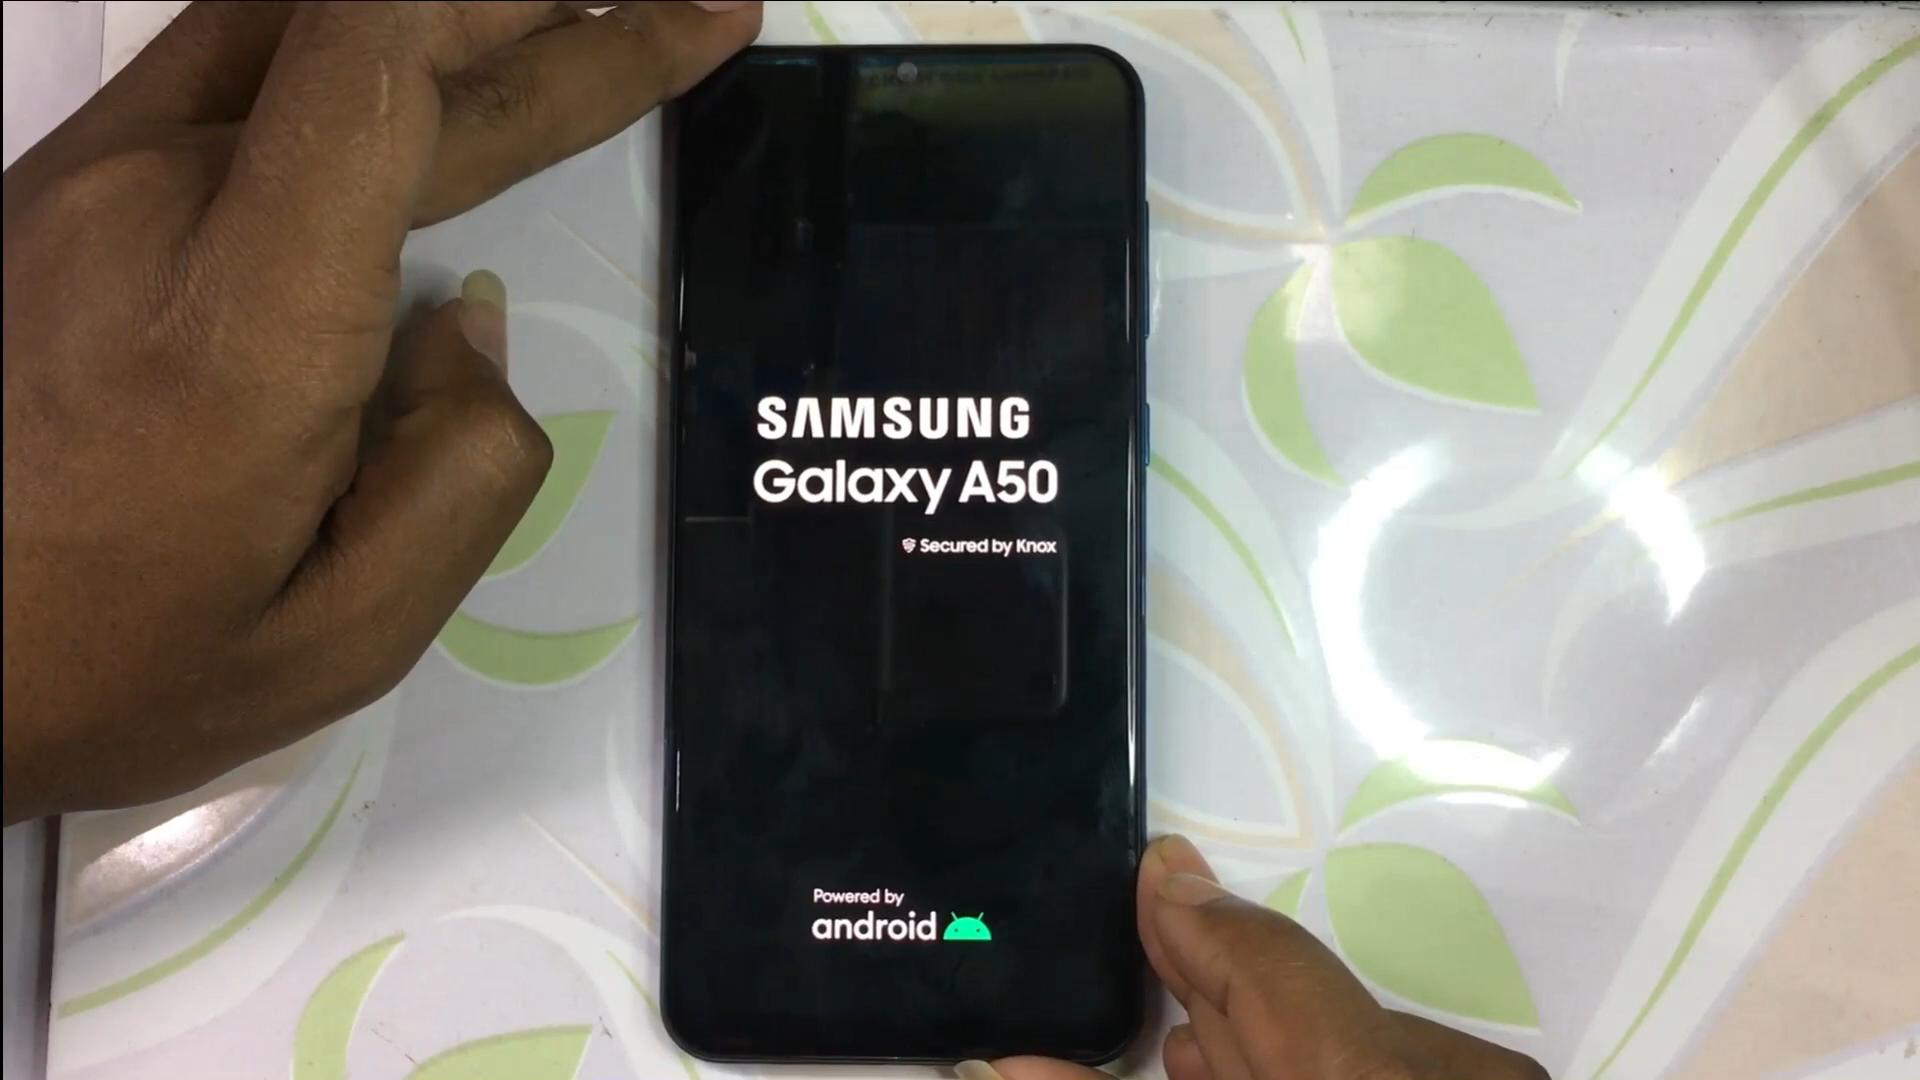 SAMSUNG
Galaxy A50
Secured by Knox
Powered by
android